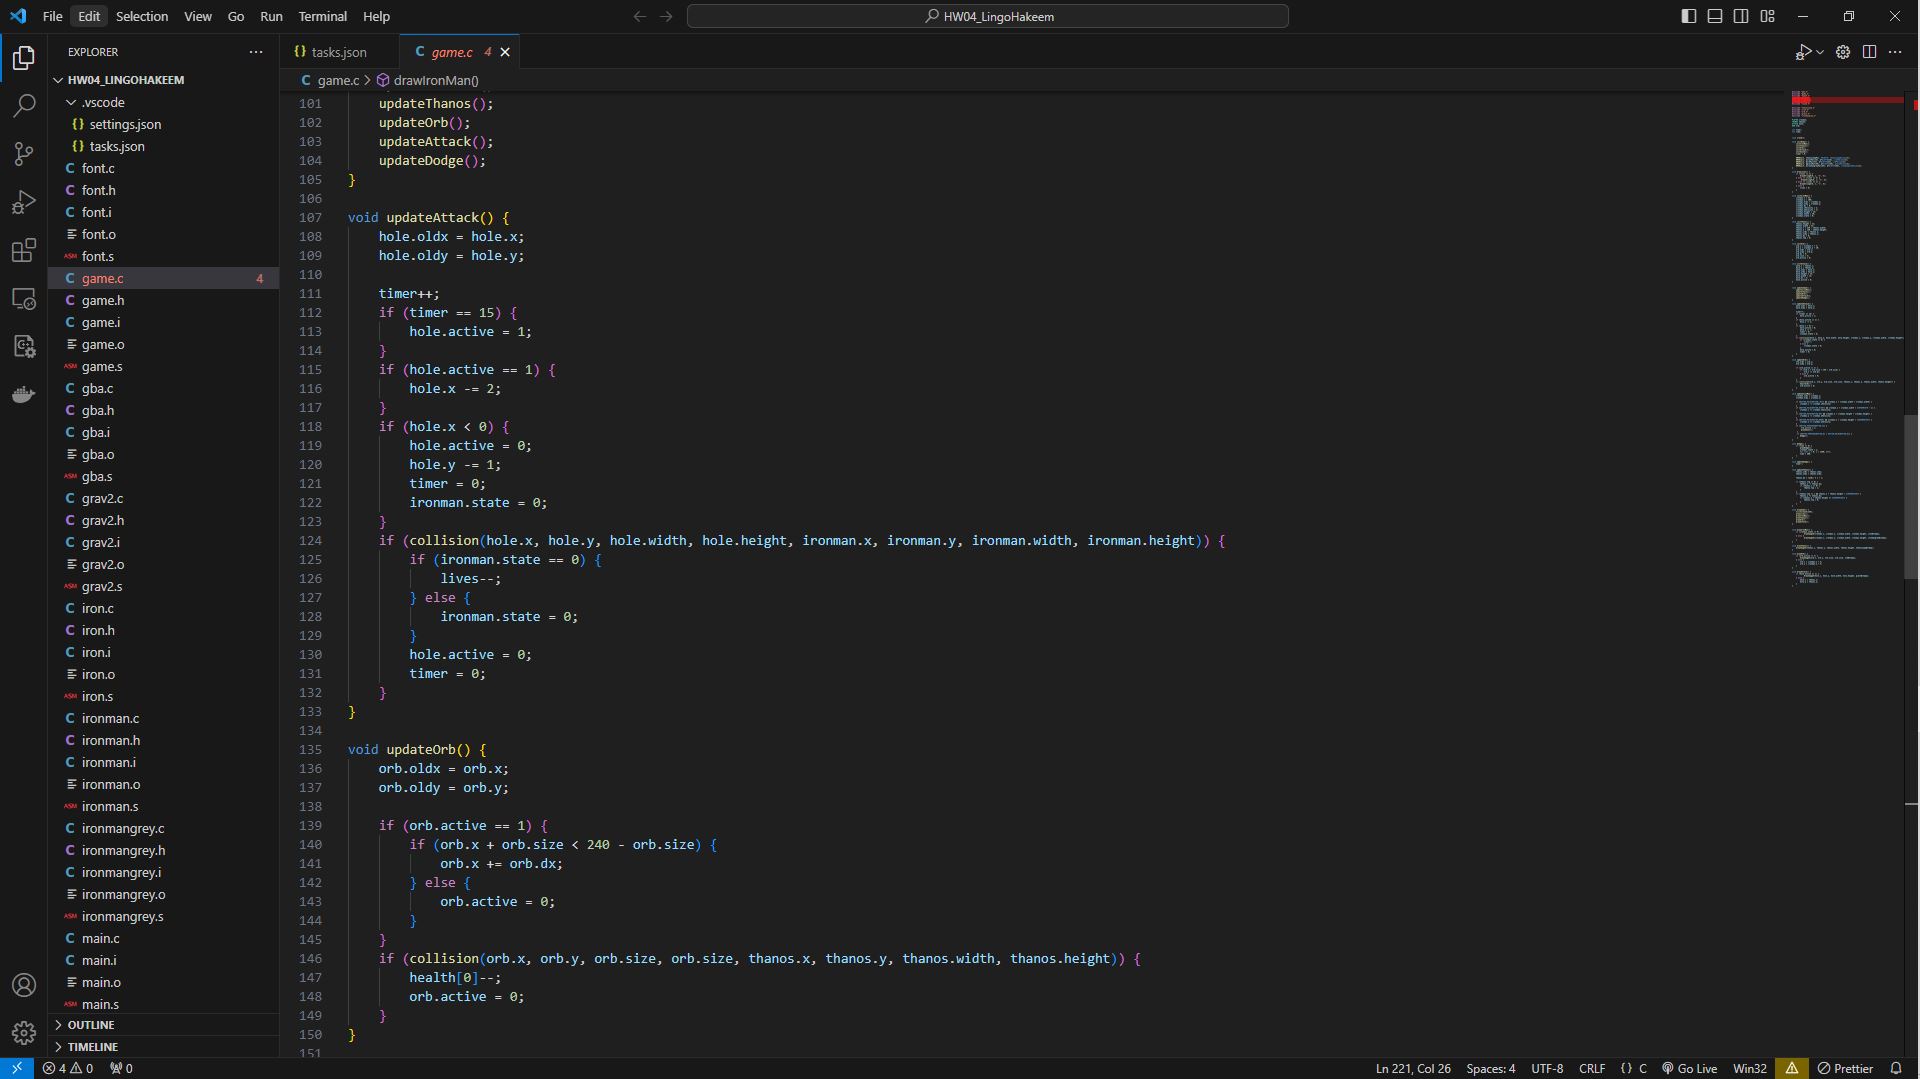 File Edit Selection View Go Run Terminal Help
HW04_LingoHakeem
EXPLORER
tasks.json
game.c 4
HW04_LINGOHAKEEM
game.c > drawIronMan()
.vscode
settings.json
tasks.json
font.c
font.h
font.i
font.o
font.s
game.c 4
game.h
game.i
game.o
game.s
gba.c
gba.h
gba.i
gba.o
gba.s
grav2.c
grav2.h
grav2.i
grav2.o
grav2.s
iron.c
iron.h
iron.i
iron.o
iron.s
ironman.c
ironman.h
ironman.i
ironman.o
ironman.s
ironmangrey.c
ironmangrey.h
ironmangrey.i
ironmangrey.o
ironmangrey.s
main.c
main.i
main.o
main.s
OUTLINE
TIMELINE
101 updateThanos();
102 updateOrb();
103 updateAttack();
104 updateDodge();
105 }
106
107 void updateAttack() {
108 hole.oldx = hole.x;
109 hole.oldy = hole.y;
110
111 timer++;
112 if (timer == 15) {
113 hole.active = 1;
114 }
115 if (hole.active == 1) {
116 hole.x -= 2;
117 }
118 if (hole.x < 0) {
119 hole.active = 0;
120 hole.y -= 1;
121 timer = 0;
122 ironman.state = 0;
123 }
124 if (collision(hole.x, hole.y, hole.width, hole.height, ironman.x, ironman.y, ironman.width, ironman.height)) {
125 if (ironman.state == 0) {
126 lives--;
127 } else {
128 ironman.state = 0;
129 }
130 hole.active = 0;
131 timer = 0;
132 }
133 }
134
135 void updateOrb() {
136 orb.oldx = orb.x;
137 orb.oldy = orb.y;
138
139 if (orb.active == 1) {
140 if (orb.x + orb.size < 240 - orb.size) {
141 orb.x += orb.dx;
142 } else {
143 orb.active = 0;
144 }
145 }
146 if (collision(orb.x, orb.y, orb.size, orb.size, thanos.x, thanos.y, thanos.width, thanos.height)) {
147 health[0]--;
148 orb.active = 0;
149 }
150 }
151
4 0 0
Ln 221, Col 26 Spaces: 4 UTF-8 CRLF {} C Go Live Win32 Prettier